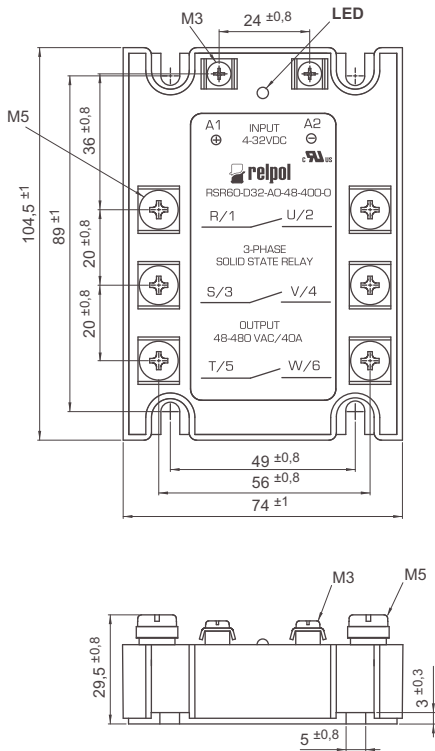 24 ±0,8
LED
M3
M5
36 ±0,8
104,5 ±1
89 ±1
20 ±0,8
20 ±0,8
A1 INPUT A2
4-32VDC
⊕ ⊖
c UR US
relpol
RSR60-D32-A0-48-400-0
R/1 U/2
3-PHASE
SOLID STATE RELAY
S/3 V/4
OUTPUT
48-480 VAC/40A
T/5 W/6
49 ±0,8
56 ±0,8
74 ±1
M3
M5
29,5 ±0,8
3 ±0,3
5 ±0,8